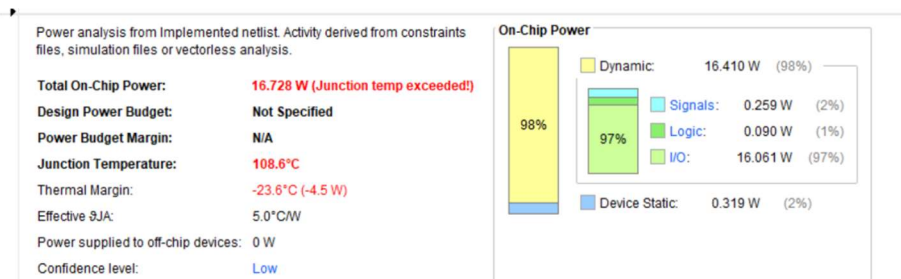 Power analysis from Implemented netlist. Activity derived from constraints
files, simulation files or vectorless analysis.
Total On-Chip Power: 16.728 W (Junction temp exceeded!)
Design Power Budget: Not Specified
Power Budget Margin: N/A
Junction Temperature: 108.6°C
Thermal Margin: -23.6°C (-4.5 W)
Effective ϑJA: 5.0°C/W
Power supplied to off-chip devices: 0 W
Confidence level: Low
On-Chip Power
98%
Dynamic: 16.410 W (98%)
97%
Signals: 0.259 W (2%)
Logic: 0.090 W (1%)
I/O: 16.061 W (97%)
Device Static: 0.319 W (2%)